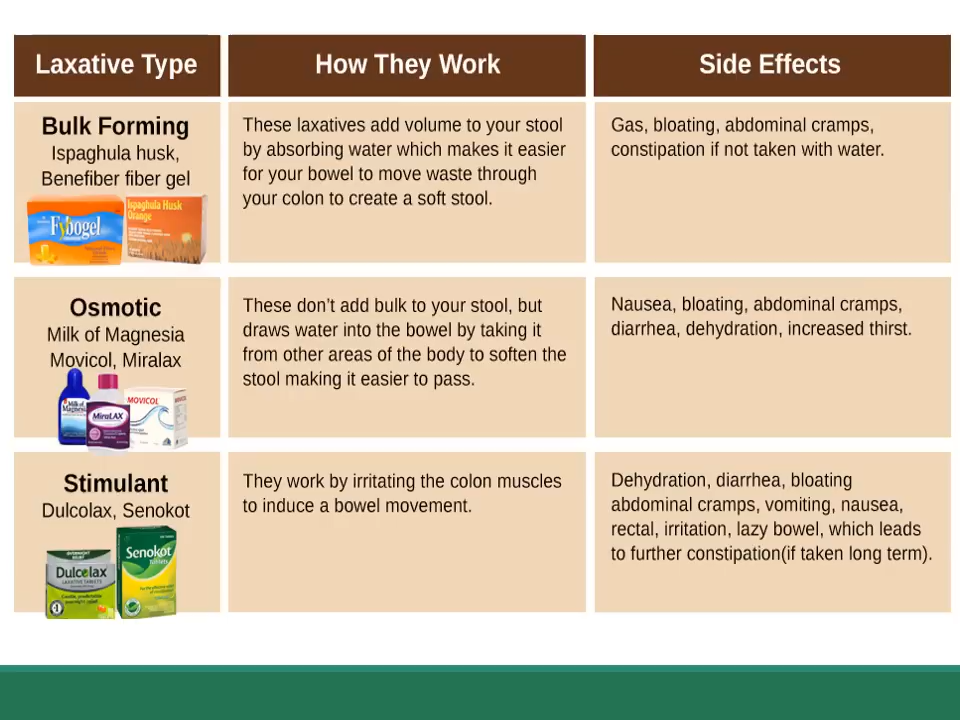 Laxative Type
How They Work
Side Effects
Bulk Forming
Ispaghula husk,
Benefiber fiber gel
Fybogel
Ispaghula Husk
Orange
These laxatives add volume to your stool
by absorbing water which makes it easier
for your bowel to move waste through
your colon to create a soft stool.
Gas, bloating, abdominal cramps,
constipation if not taken with water.
Osmotic
Milk of Magnesia
Movicol, Miralax
Milk of
Magnesia
MiraLAX
MOVICOL
These don’t add bulk to your stool, but
draws water into the bowel by taking it
from other areas of the body to soften the
stool making it easier to pass.
Nausea, bloating, abdominal cramps,
diarrhea, dehydration, increased thirst.
Stimulant
Dulcolax, Senokot
OVERNIGHT
RELIEF
Dulcolax
LAXATIVE TABLETS
Senokot
Tablets
They work by irritating the colon muscles
to induce a bowel movement.
Dehydration, diarrhea, bloating
abdominal cramps, vomiting, nausea,
rectal, irritation, lazy bowel, which leads
to further constipation(if taken long term).